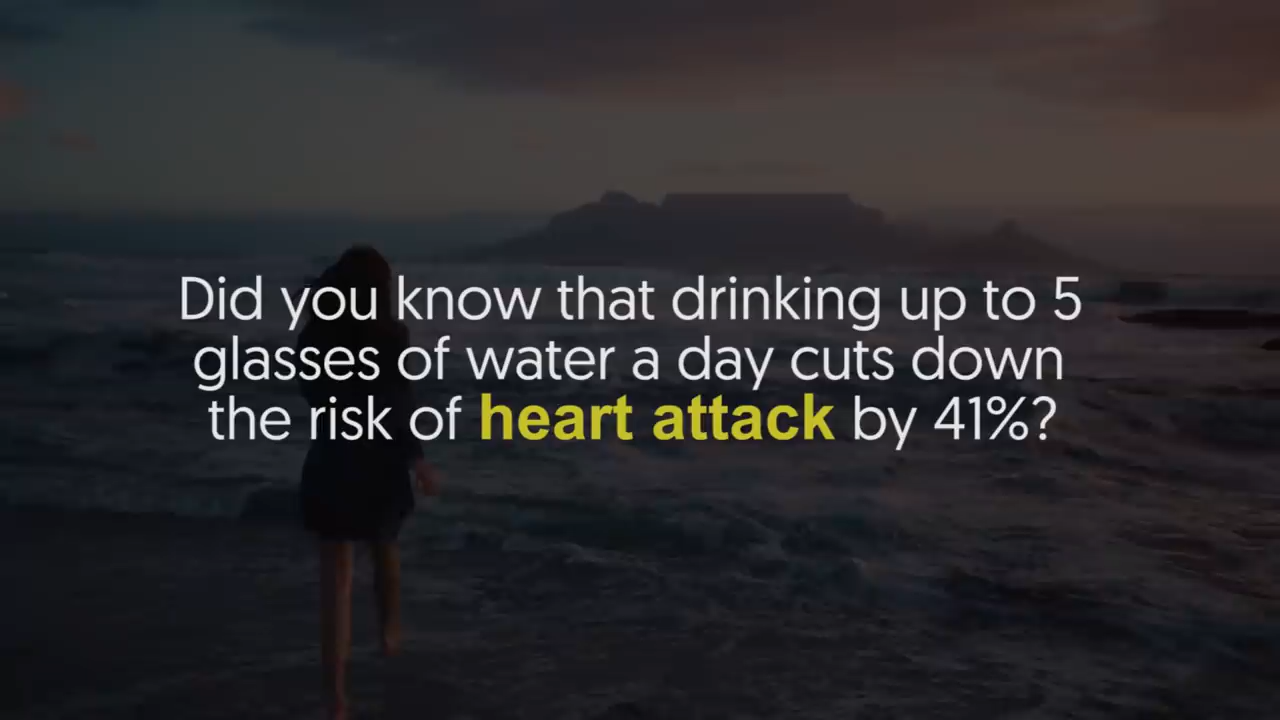 Did you know that drinking up to 5
glasses of water a day cuts down
the risk of heart attack by 41%?